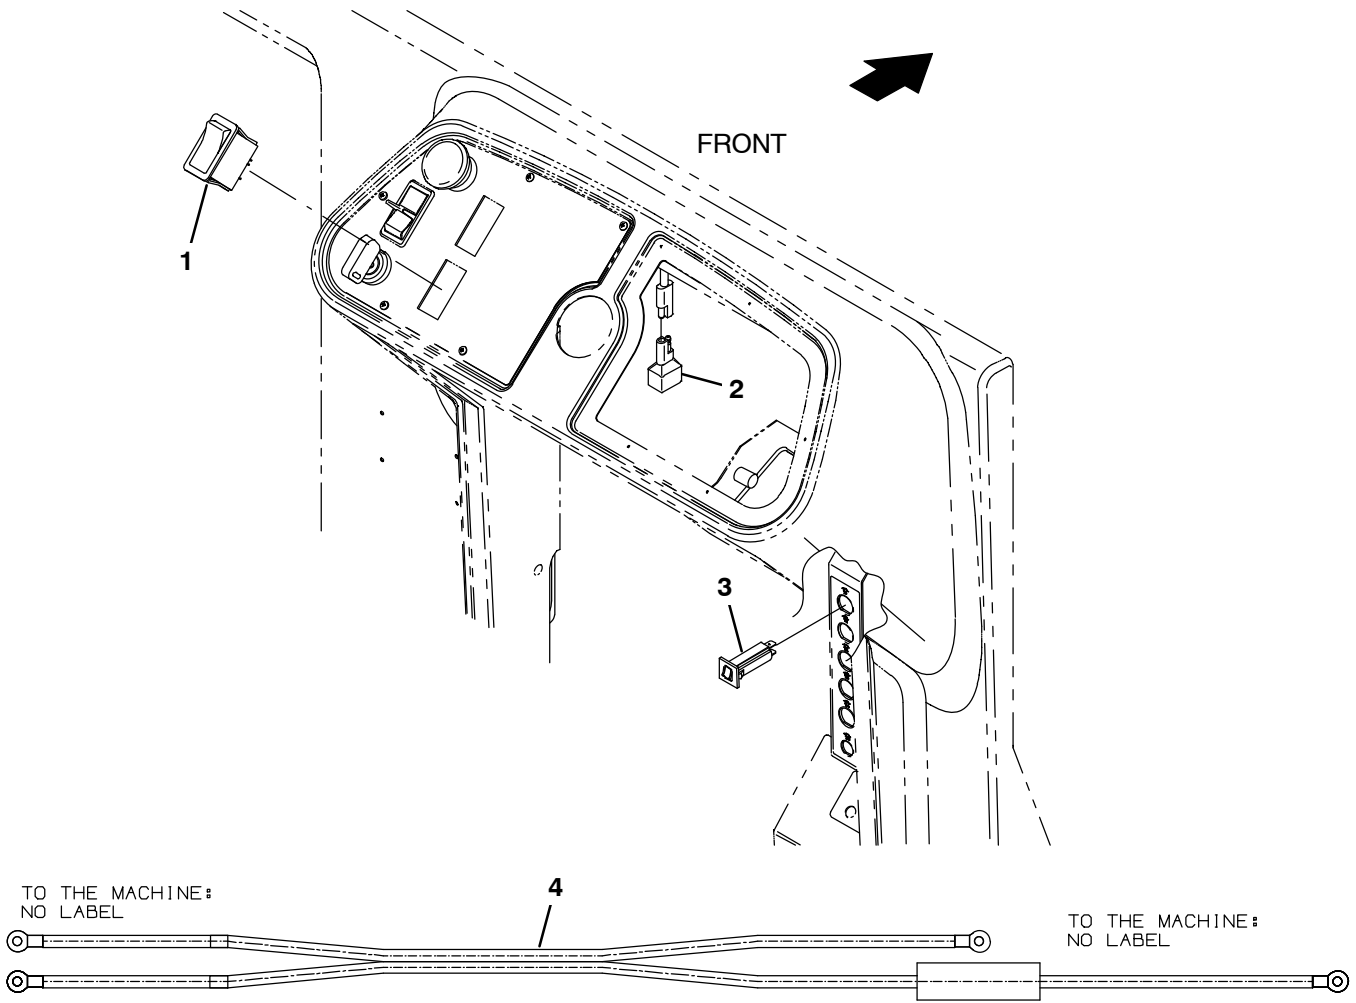 FRONT
1
2
3
4
TO THE MACHINE:
NO LABEL
TO THE MACHINE:
NO LABEL